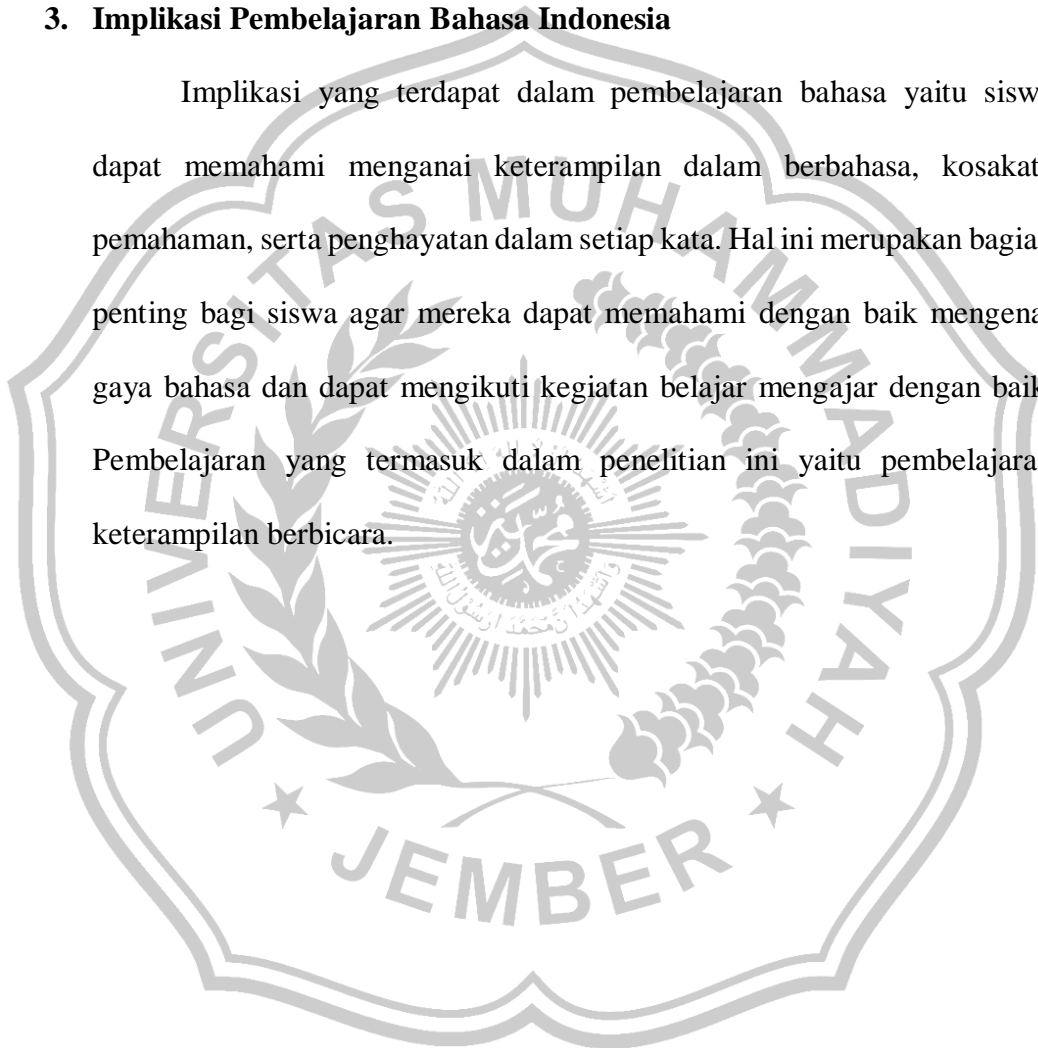 3. Implikasi Pembelajaran Bahasa Indonesia
Implikasi yang terdapat dalam pembelajaran bahasa yaitu sisw
dapat memahami menganai keterampilan dalam berbahasa, kosakat
pemahaman, serta penghayatan dalam setiap kata. Hal ini merupakan bagia
penting bagi siswa agar mereka dapat memahami dengan baik mengena
gaya bahasa dan dapat mengikuti kegiatan belajar mengajar dengan baik
Pembelajaran yang termasuk dalam penelitian ini yaitu pembelajara
keterampilan berbicara.
UNIVERSITAS MUHAMMADIYAH
JEMBER